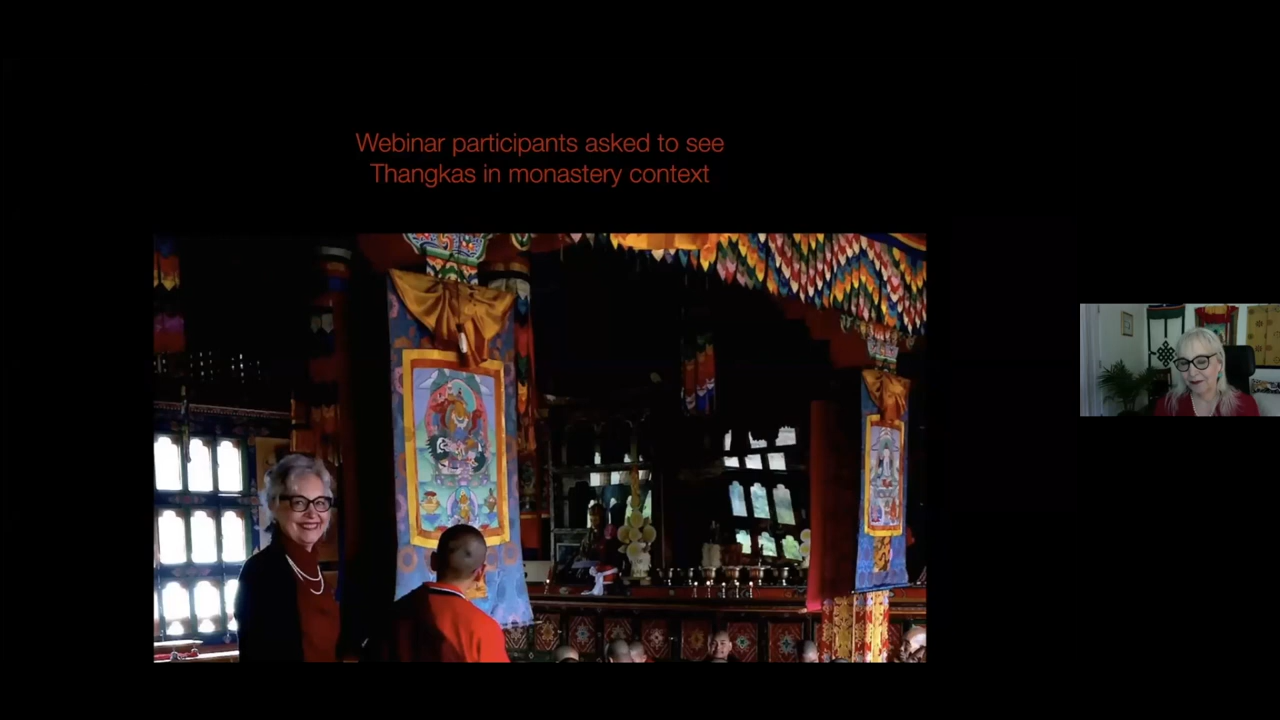 Webinar participants asked to see
Thangkas in monastery context